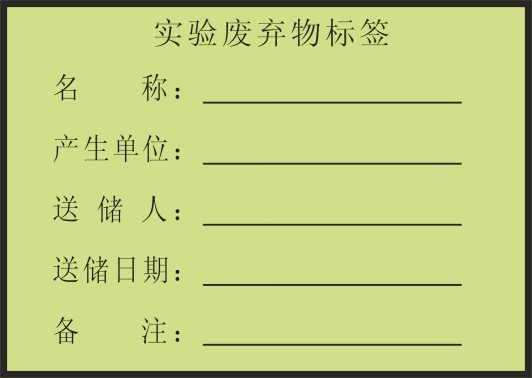 实验废弃物标签
名称：
产生单位：
送储人：
送储日期：
备注：